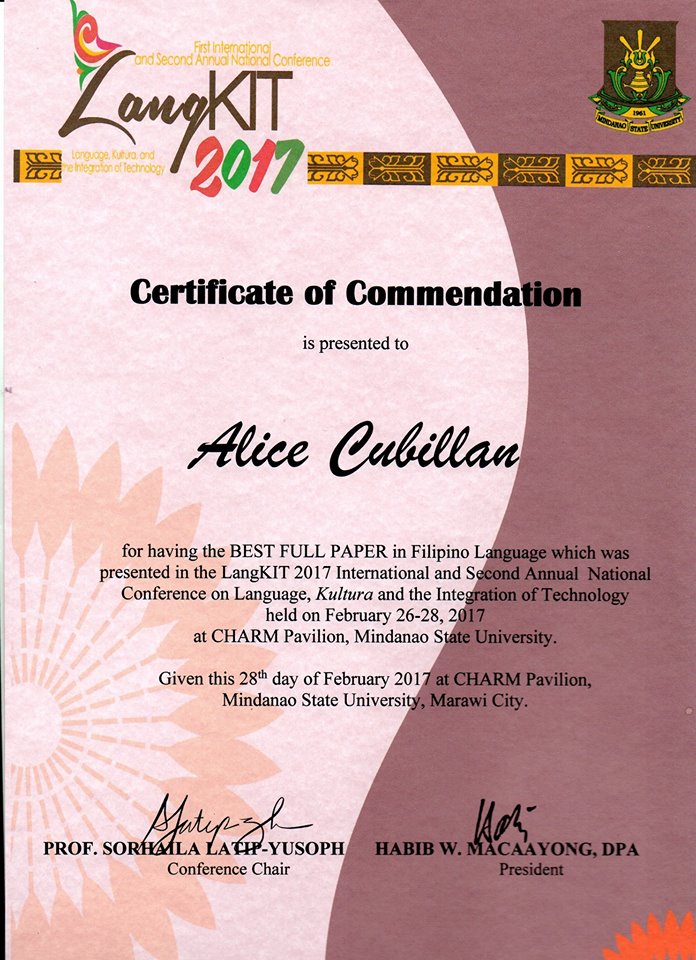 First International
and Second Annual National Conference
LangKIT
Language, Kultura, and
the Integration of Technology
2017
1961
MINDANAO STATE UNIVERSITY
Certificate of Commendation
is presented to
Alice Cubillan
for having the BEST FULL PAPER in Filipino Language which was
presented in the LangKIT 2017 International and Second Annual National
Conference on Language, Kultura and the Integration of Technology
held on February 26-28, 2017
at CHARM Pavilion, Mindanao State University.
Given this 28th day of February 2017 at CHARM Pavilion,
Mindanao State University, Marawi City.
PROF. SORHAILA LATIP-YUSOPH
Conference Chair
HABIB W. MACAAYONG, DPA
President